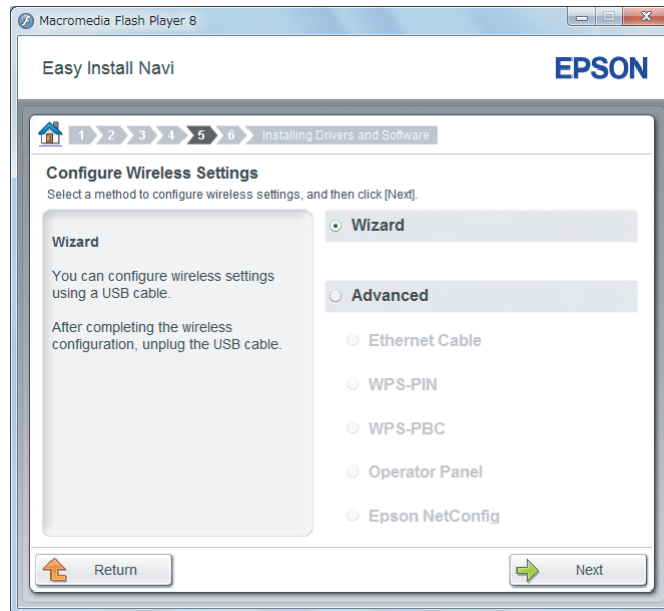 Macromedia Flash Player 8
Easy Install Navi
EPSON
1 2 3 4 5 6 Installing Drivers and Software
Configure Wireless Settings
Select a method to configure wireless settings, and then click [Next].
Wizard
You can configure wireless settings
using a USB cable.
After completing the wireless
configuration, unplug the USB cable.
Wizard
Advanced
Ethernet Cable
WPS-PIN
WPS-PBC
Operator Panel
Epson NetConfig
Return
Next